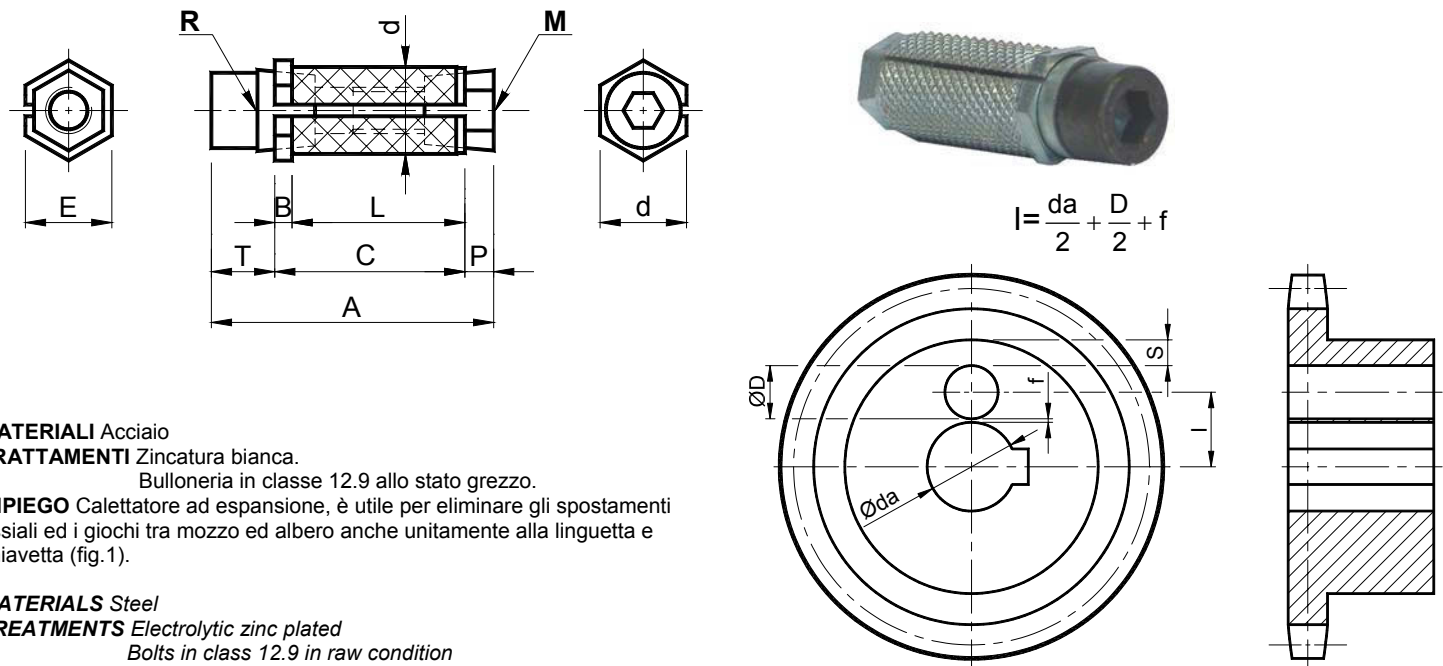 R
d
M
E
B
L
d
T
C
P
A
I= da/2 + D/2 + f
S
ØD
f
I
Øda
ATERIALI Acciaio
RATTAMENTI Zincatura bianca.
Bulloneria in classe 12.9 allo stato grezzo.
PIEGO Calettatore ad espansione, è utile per eliminare gli spostamenti
ssiali ed i giochi tra mozzo ed albero anche unitamente alla linguetta e
iavetta (fig.1).
ATERIALS Steel
REATMENTS Electrolytic zinc plated
Bolts in class 12.9 in raw condition